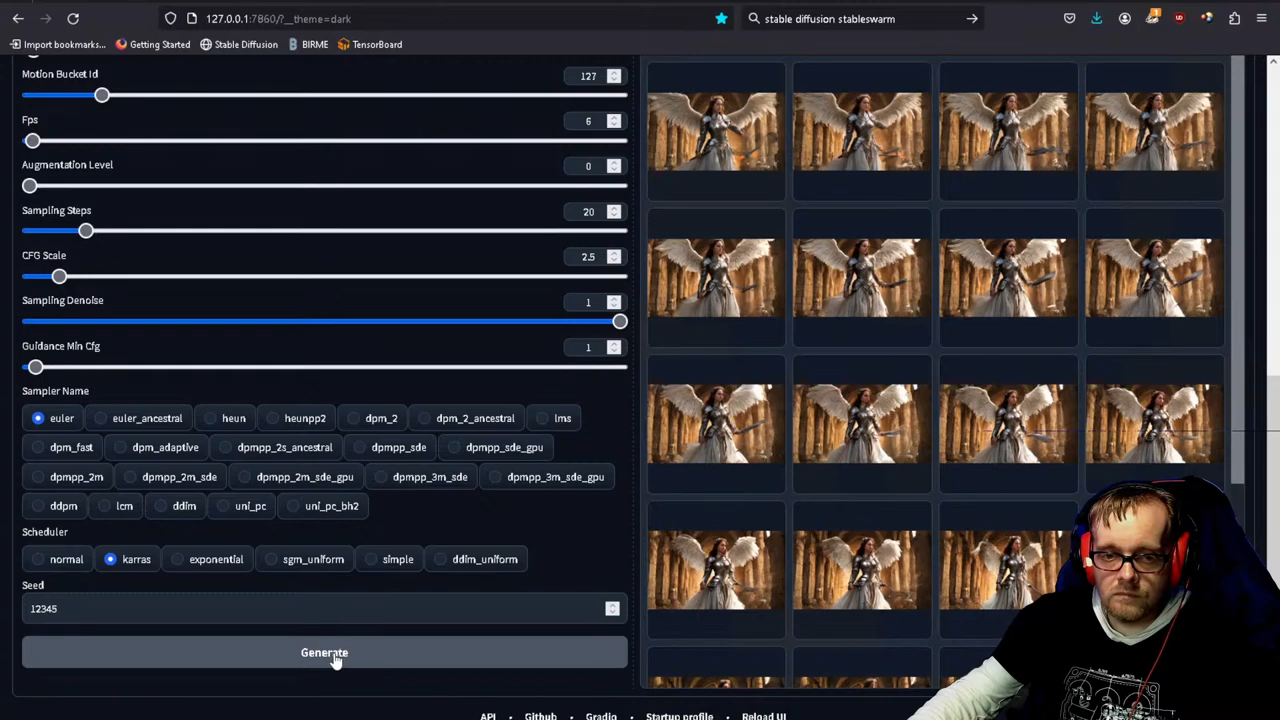 127.0.0.1:7860/?__theme=dark
stable diffusion stableswarm
Import bookmarks...
Getting Started
Stable Diffusion
BIRME
TensorBoard
Motion Bucket Id
127
Fps
6
Augmentation Level
0
Sampling Steps
20
CFG Scale
2.5
Sampling Denoise
1
Guidance Min Cfg
1
Sampler Name
euler euler_ancestral heun heunpp2 dpm_2 dpm_2_ancestral lms
dpm_fast dpm_adaptive dpmpp_2s_ancestral dpmpp_sde dpmpp_sde_gpu
dpmpp_2m dpmpp_2m_sde dpmpp_2m_sde_gpu dpmpp_3m_sde dpmpp_3m_sde_gpu
ddpm lcm ddim uni_pc uni_pc_bh2
Scheduler
normal karras exponential sgm_uniform simple ddim_uniform
Seed
12345
Generate
API • Github • Gradio • Startup profile • Reload UI